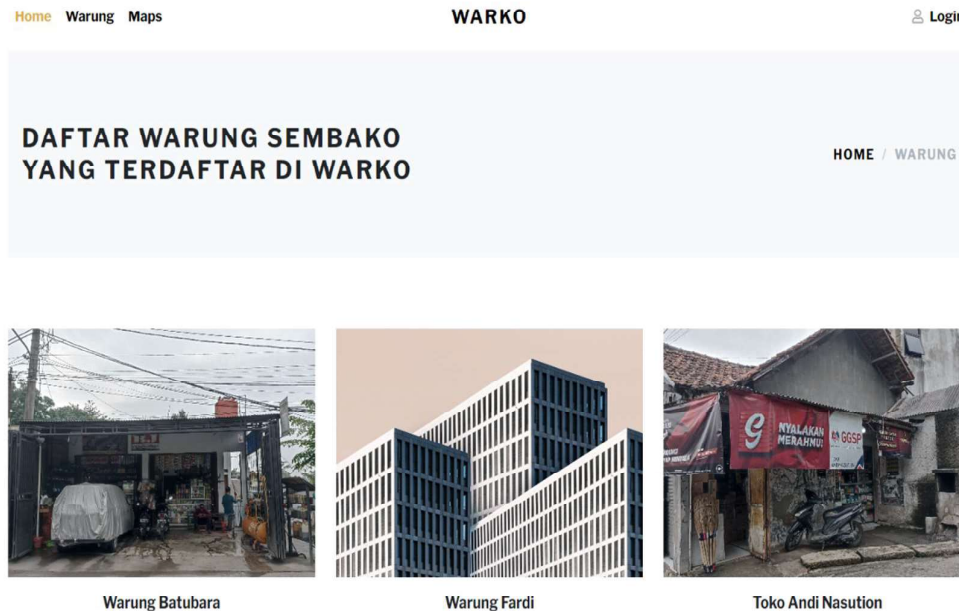 Home Warung Maps
WARKO
Login
DAFTAR WARUNG SEMBAKO
YANG TERDAFTAR DI WARKO
HOME / WARUNG
NYALAKAN
MERAHMU!
GGSP
Warung Batubara
Warung Fardi
Toko Andi Nasution